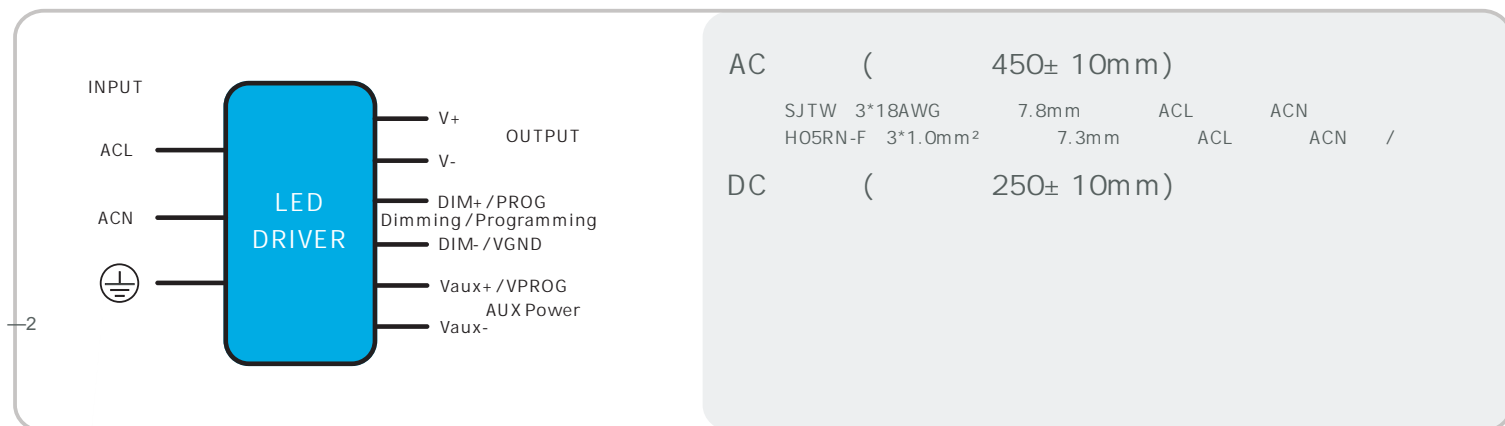 INPUT
ACL
ACN
LED
DRIVER
V+
OUTPUT
V-
DIM+/PROG
Dimming/Programming
DIM-/VGND
Vaux+/VPROG
AUX Power
Vaux-
2
AC ( 450±10mm)
SJTW 3*18AWG 7.8mm ACL ACN
H05RN-F 3*1.0mm² 7.3mm ACL ACN /
DC ( 250±10mm)